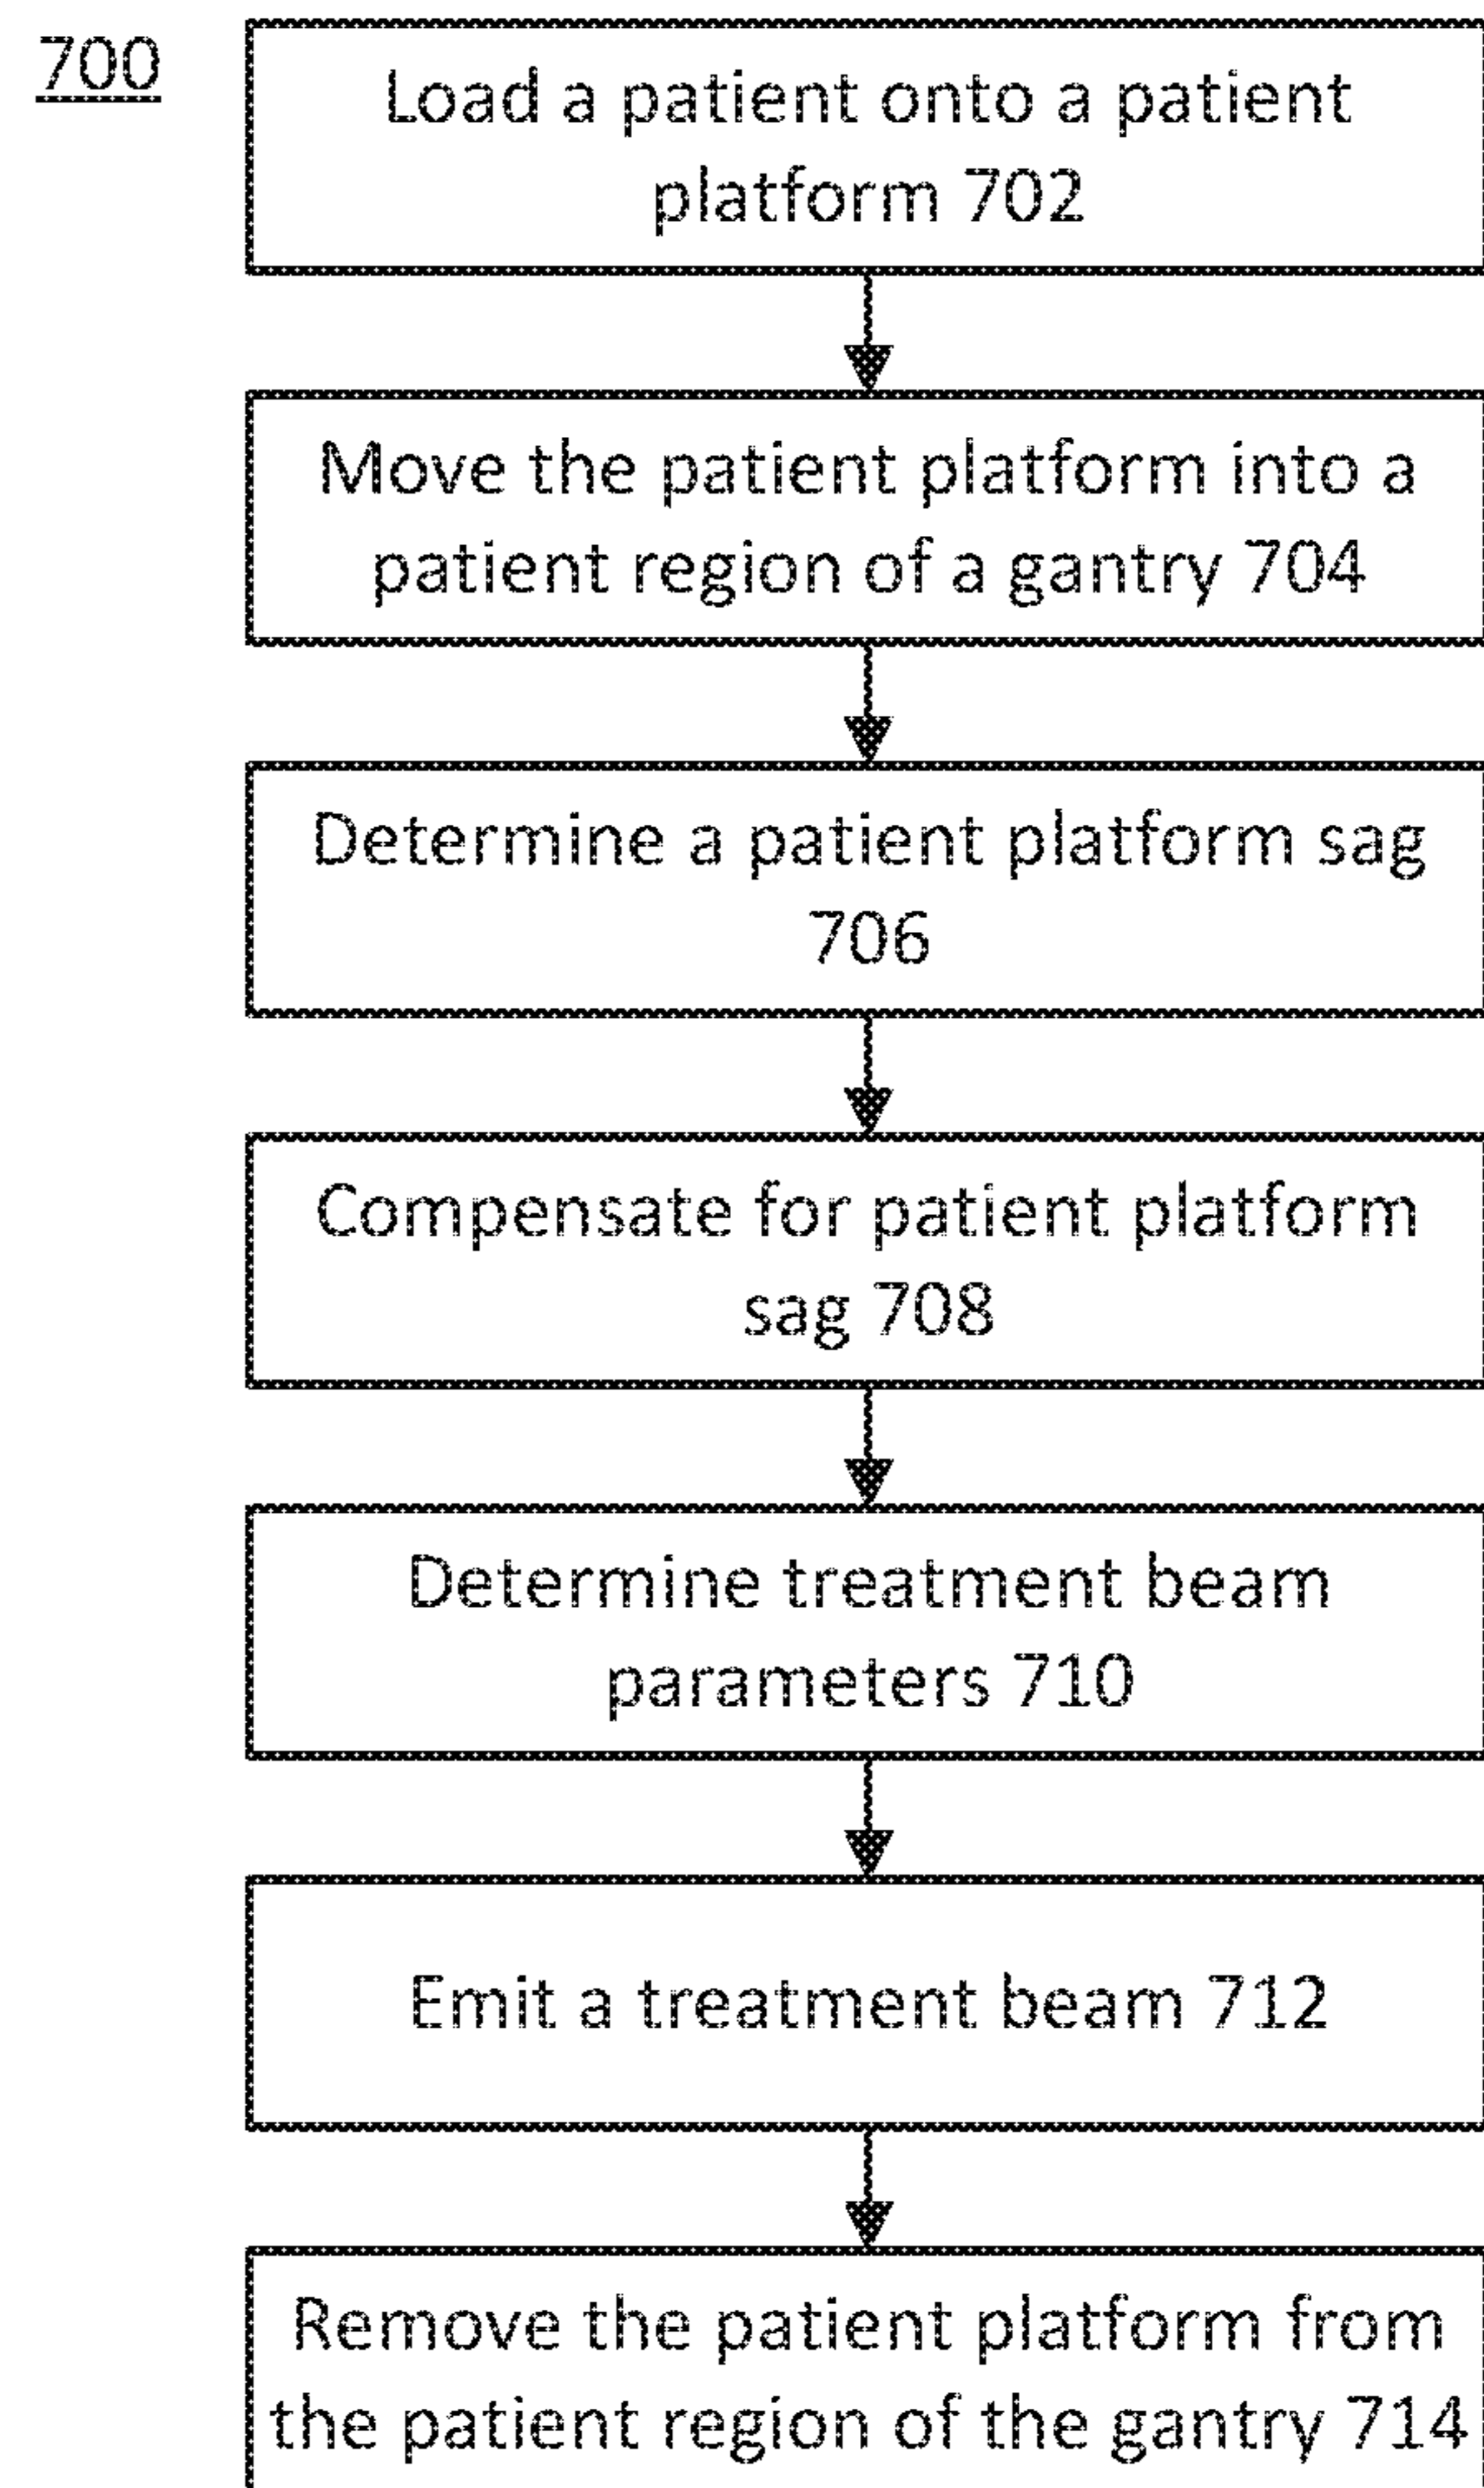 700
Load a patient onto a patient
platform 702
Move the patient platform into a
patient region of a gantry 704
Determine a patient platform sag
706
Compensate for patient platform
sag 708
Determine treatment beam
parameters 710
Emit a treatment beam 712
Remove the patient platform from
the patient region of the gantry 714